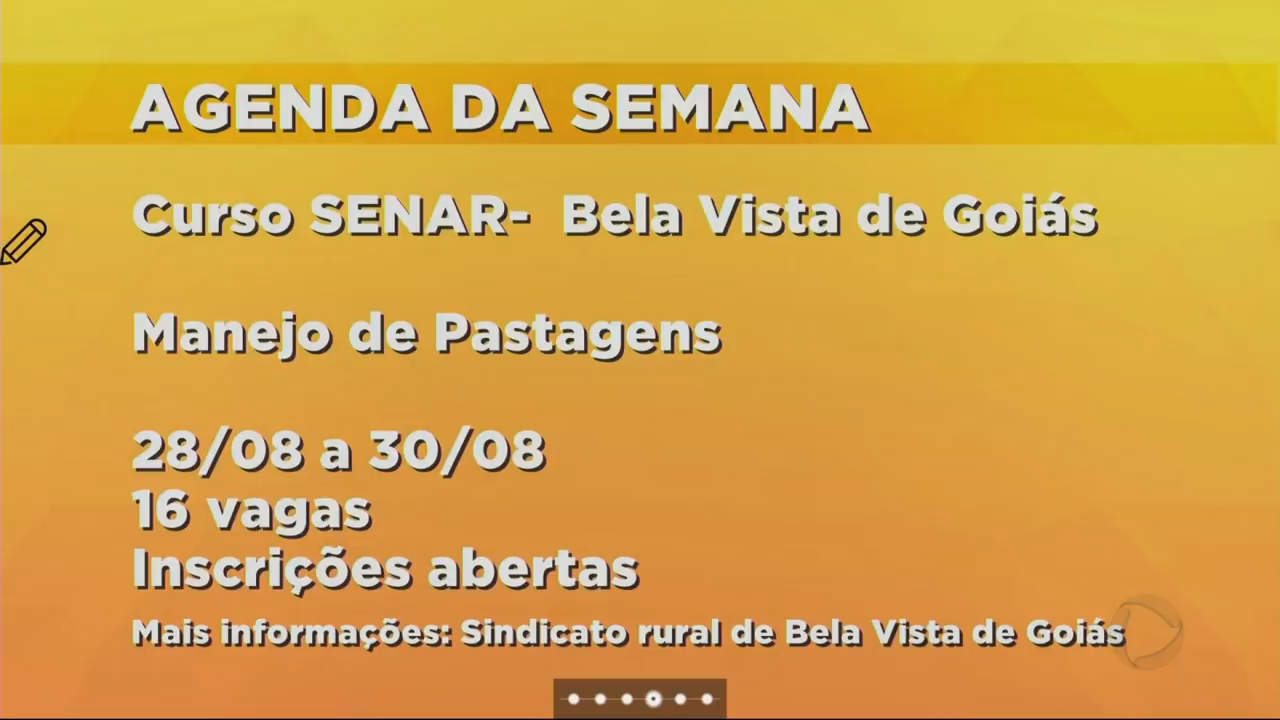 AGENDA DA SEMANA
Curso SENAR- Bela Vista de Goiás
Manejo de Pastagens
28/08 a 30/08
16 vagas
Inscrições abertas
Mais informações: Sindicato rural de Bela Vista de Goiás